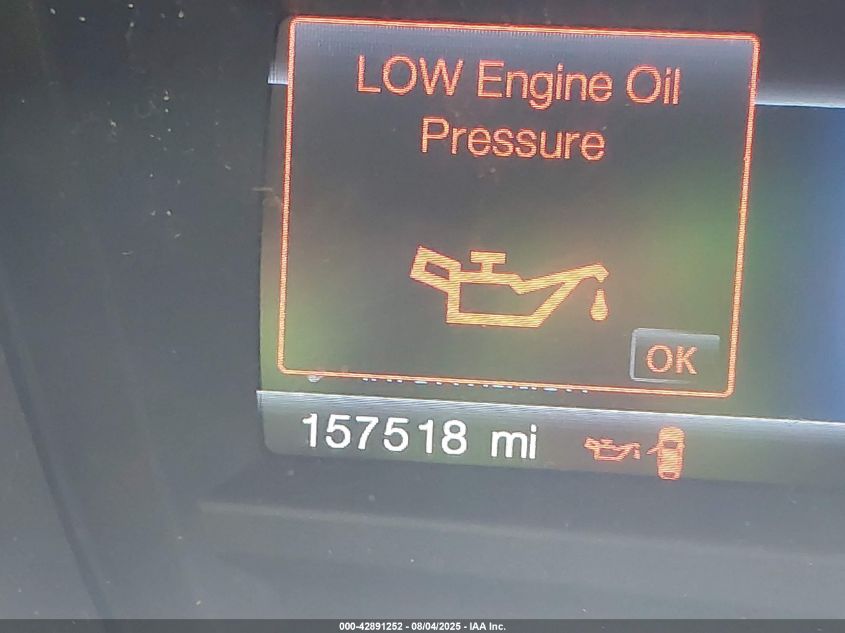 LOW Engine Oil
Pressure
OK
157518 mi
000-42891252 - 08/04/2025 - IAA Inc.